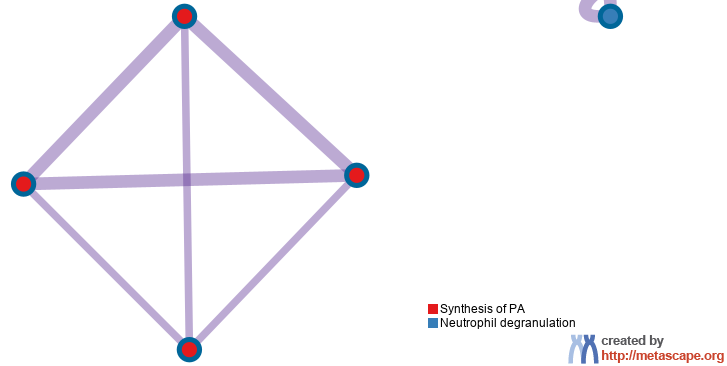 Synthesis of PA
Neutrophil degranulation
created by
http://metascape.org